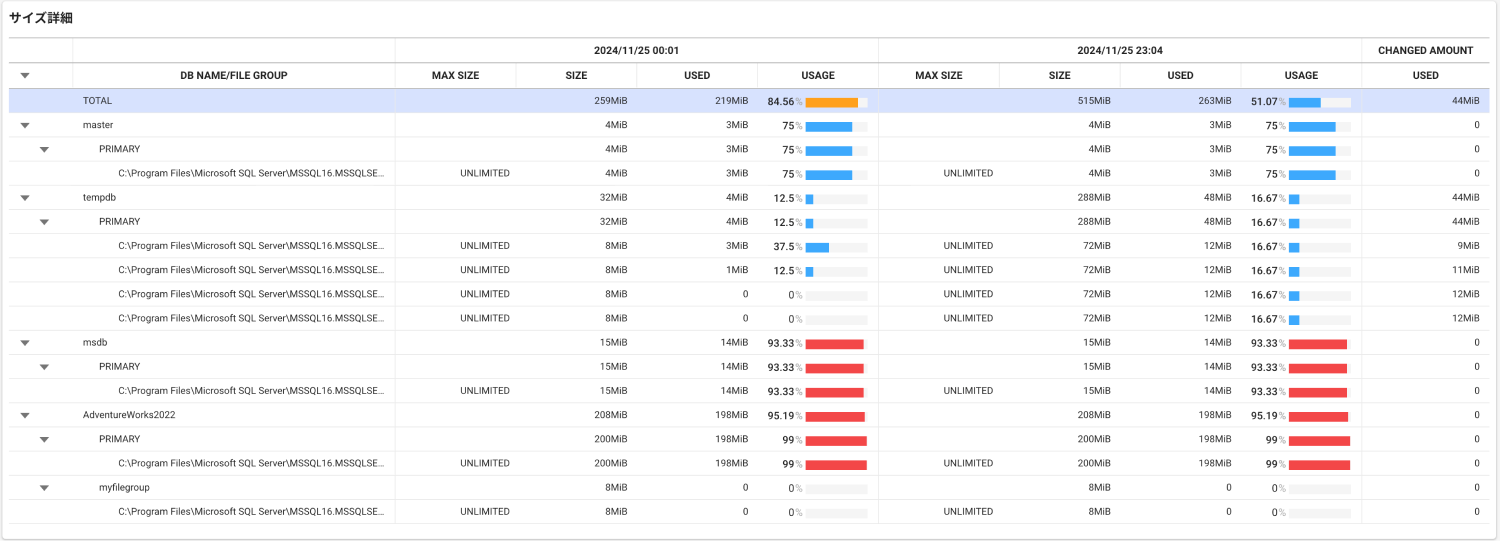 サイズ詳細
2024/11/25 00:01 2024/11/25 23:04 CHANGED AMOUNT
DB NAME/FILE GROUP MAX SIZE SIZE USED USAGE MAX SIZE SIZE USED USAGE USED
TOTAL 259MiB 219MiB 84.56% 515MiB 263MiB 51.07% 44MiB
master 4MiB 3MiB 75% 4MiB 3MiB 75% 0
PRIMARY 4MiB 3MiB 75% 4MiB 3MiB 75% 0
C:\Program Files\Microsoft SQL Server\MSSQL16.MSSQLSE... UNLIMITED 4MiB 3MiB 75% UNLIMITED 4MiB 3MiB 75% 0
tempdb 32MiB 4MiB 12.5% 288MiB 48MiB 16.67% 44MiB
PRIMARY 32MiB 4MiB 12.5% 288MiB 48MiB 16.67% 44MiB
C:\Program Files\Microsoft SQL Server\MSSQL16.MSSQLSE... UNLIMITED 8MiB 3MiB 37.5% UNLIMITED 72MiB 12MiB 16.67% 9MiB
C:\Program Files\Microsoft SQL Server\MSSQL16.MSSQLSE... UNLIMITED 8MiB 1MiB 12.5% UNLIMITED 72MiB 12MiB 16.67% 11MiB
C:\Program Files\Microsoft SQL Server\MSSQL16.MSSQLSE... UNLIMITED 8MiB 0 0% UNLIMITED 72MiB 12MiB 16.67% 12MiB
C:\Program Files\Microsoft SQL Server\MSSQL16.MSSQLSE... UNLIMITED 8MiB 0 0% UNLIMITED 72MiB 12MiB 16.67% 12MiB
msdb 15MiB 14MiB 93.33% 15MiB 14MiB 93.33% 0
PRIMARY 15MiB 14MiB 93.33% 15MiB 14MiB 93.33% 0
C:\Program Files\Microsoft SQL Server\MSSQL16.MSSQLSE... UNLIMITED 15MiB 14MiB 93.33% UNLIMITED 15MiB 14MiB 93.33% 0
AdventureWorks2022 208MiB 198MiB 95.19% 208MiB 198MiB 95.19% 0
PRIMARY 200MiB 198MiB 99% 200MiB 198MiB 99% 0
C:\Program Files\Microsoft SQL Server\MSSQL16.MSSQLSE... UNLIMITED 200MiB 198MiB 99% UNLIMITED 200MiB 198MiB 99% 0
myfilegroup 8MiB 0 0% 8MiB 0 0% 0
C:\Program Files\Microsoft SQL Server\MSSQL16.MSSQLSE... UNLIMITED 8MiB 0 0% UNLIMITED 8MiB 0 0% 0